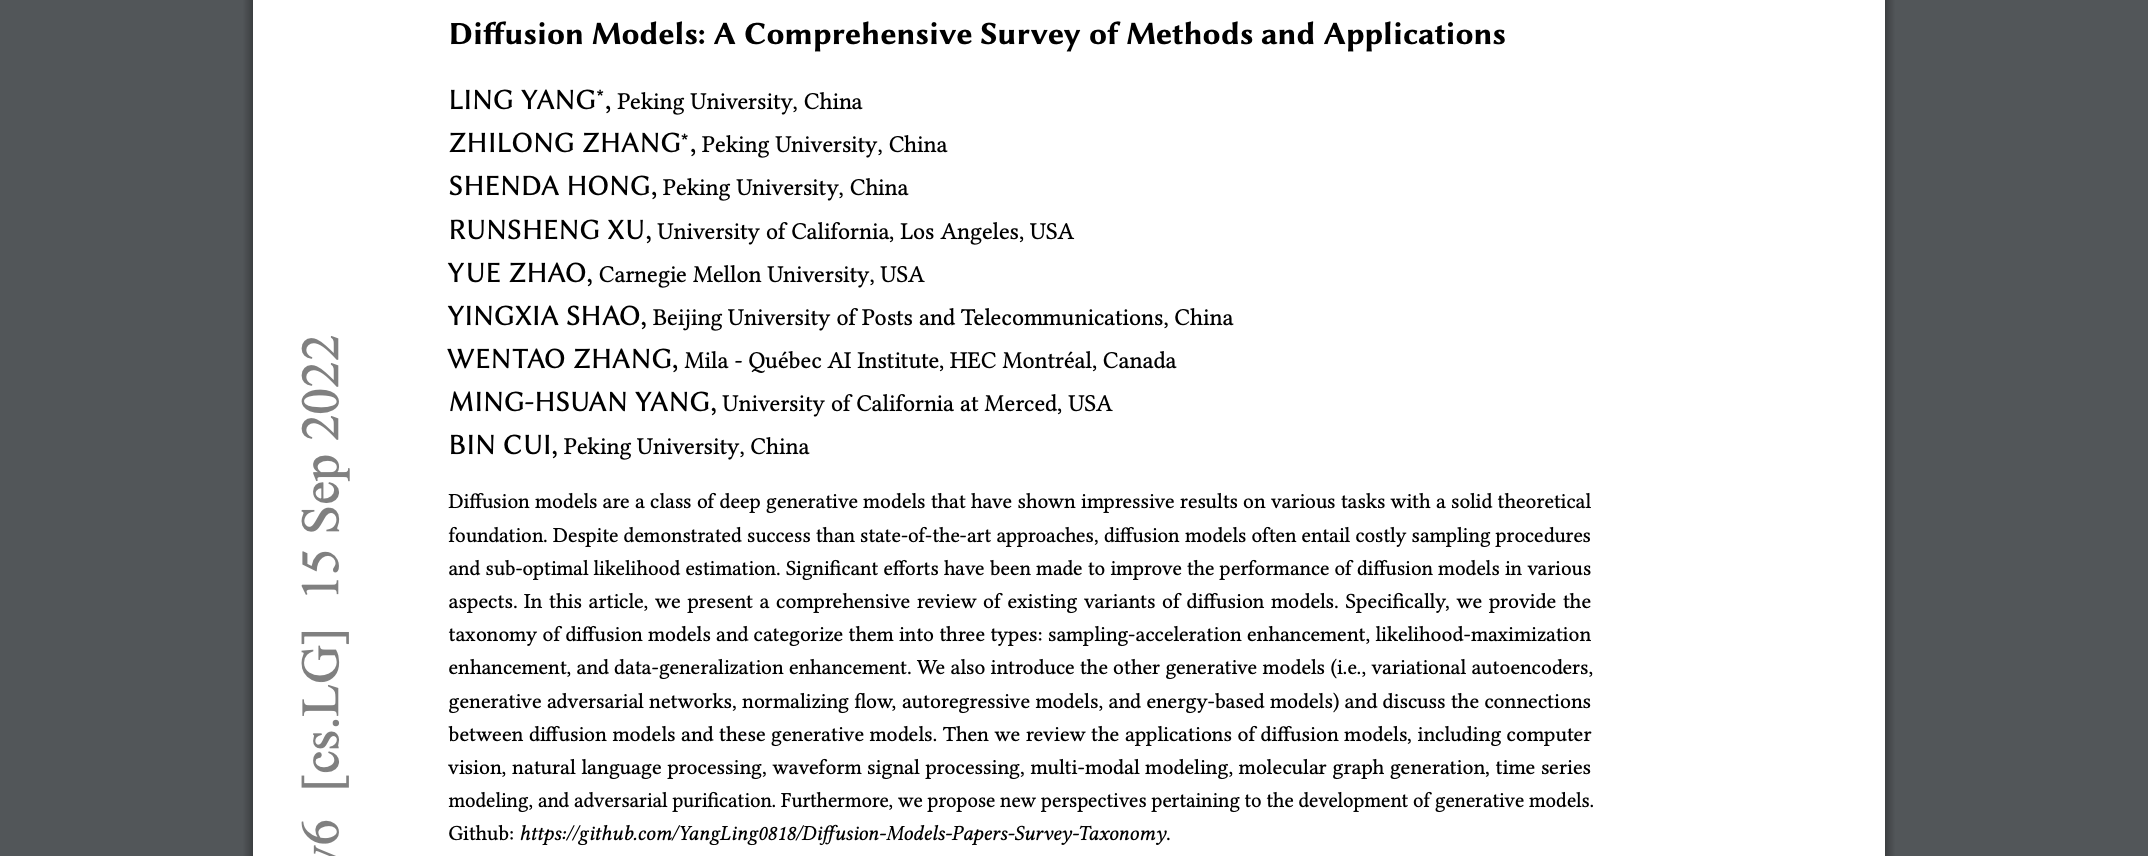 Diffusion Models: A Comprehensive Survey of Methods and Applications
LING YANG*, Peking University, China
ZHILONG ZHANG*, Peking University, China
SHENDA HONG, Peking University, China
RUNSHENG XU, University of California, Los Angeles, USA
YUE ZHAO, Carnegie Mellon University, USA
YINGXIA SHAO, Beijing University of Posts and Telecommunications, China
WENTAO ZHANG, Mila - Québec AI Institute, HEC Montréal, Canada
MING-HSUAN YANG, University of California at Merced, USA
BIN CUI, Peking University, China
Diffusion models are a class of deep generative models that have shown impressive results on various tasks with a solid theoretical
foundation. Despite demonstrated success than state-of-the-art approaches, diffusion models often entail costly sampling procedures
and sub-optimal likelihood estimation. Significant efforts have been made to improve the performance of diffusion models in various
aspects. In this article, we present a comprehensive review of existing variants of diffusion models. Specifically, we provide the
taxonomy of diffusion models and categorize them into three types: sampling-acceleration enhancement, likelihood-maximization
enhancement, and data-generalization enhancement. We also introduce the other generative models (i.e., variational autoencoders,
generative adversarial networks, normalizing flow, autoregressive models, and energy-based models) and discuss the connections
between diffusion models and these generative models. Then we review the applications of diffusion models, including computer
vision, natural language processing, waveform signal processing, multi-modal modeling, molecular graph generation, time series
modeling, and adversarial purification. Furthermore, we propose new perspectives pertaining to the development of generative models.
Github: https://github.com/YangLing0818/Diffusion-Models-Papers-Survey-Taxonomy.
v6 [cs.LG] 15 Sep 2022